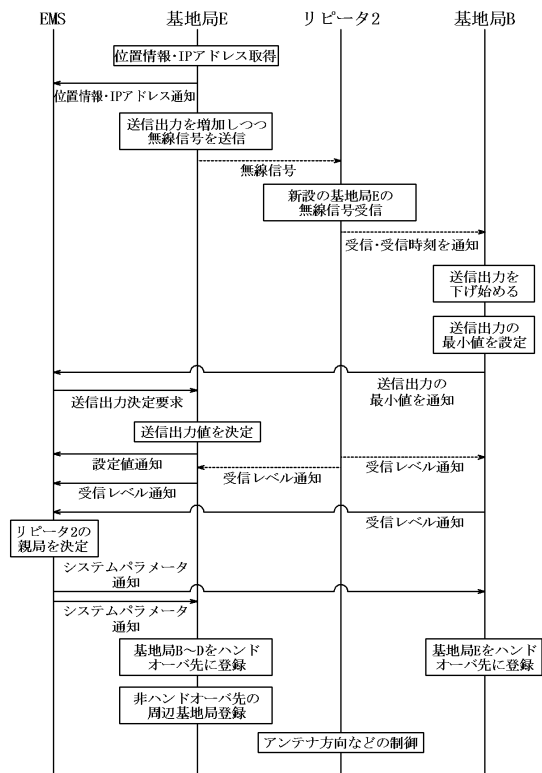 EMS
基地局E
リピータ2
基地局B
位置情報・IPアドレス取得
位置情報・IPアドレス通知
送信出力を増加しつつ
無線信号を送信
無線信号
新設の基地局Eの
無線信号受信
受信・受信時刻を通知
送信出力を
下げ始める
送信出力の
最小値を設定
送信出力の
最小値を通知
送信出力決定要求
送信出力値を決定
設定値通知
受信レベル通知
受信レベル通知
受信レベル通知
受信レベル通知
リピータ2の
親局を決定
システムパラメータ
通知
システムパラメータ
通知
基地局B～Dをハンド
オーバ先に登録
基地局Eをハンド
オーバ先に登録
非ハンドオーバ先の
周辺基地局登録
アンテナ方向などの制御